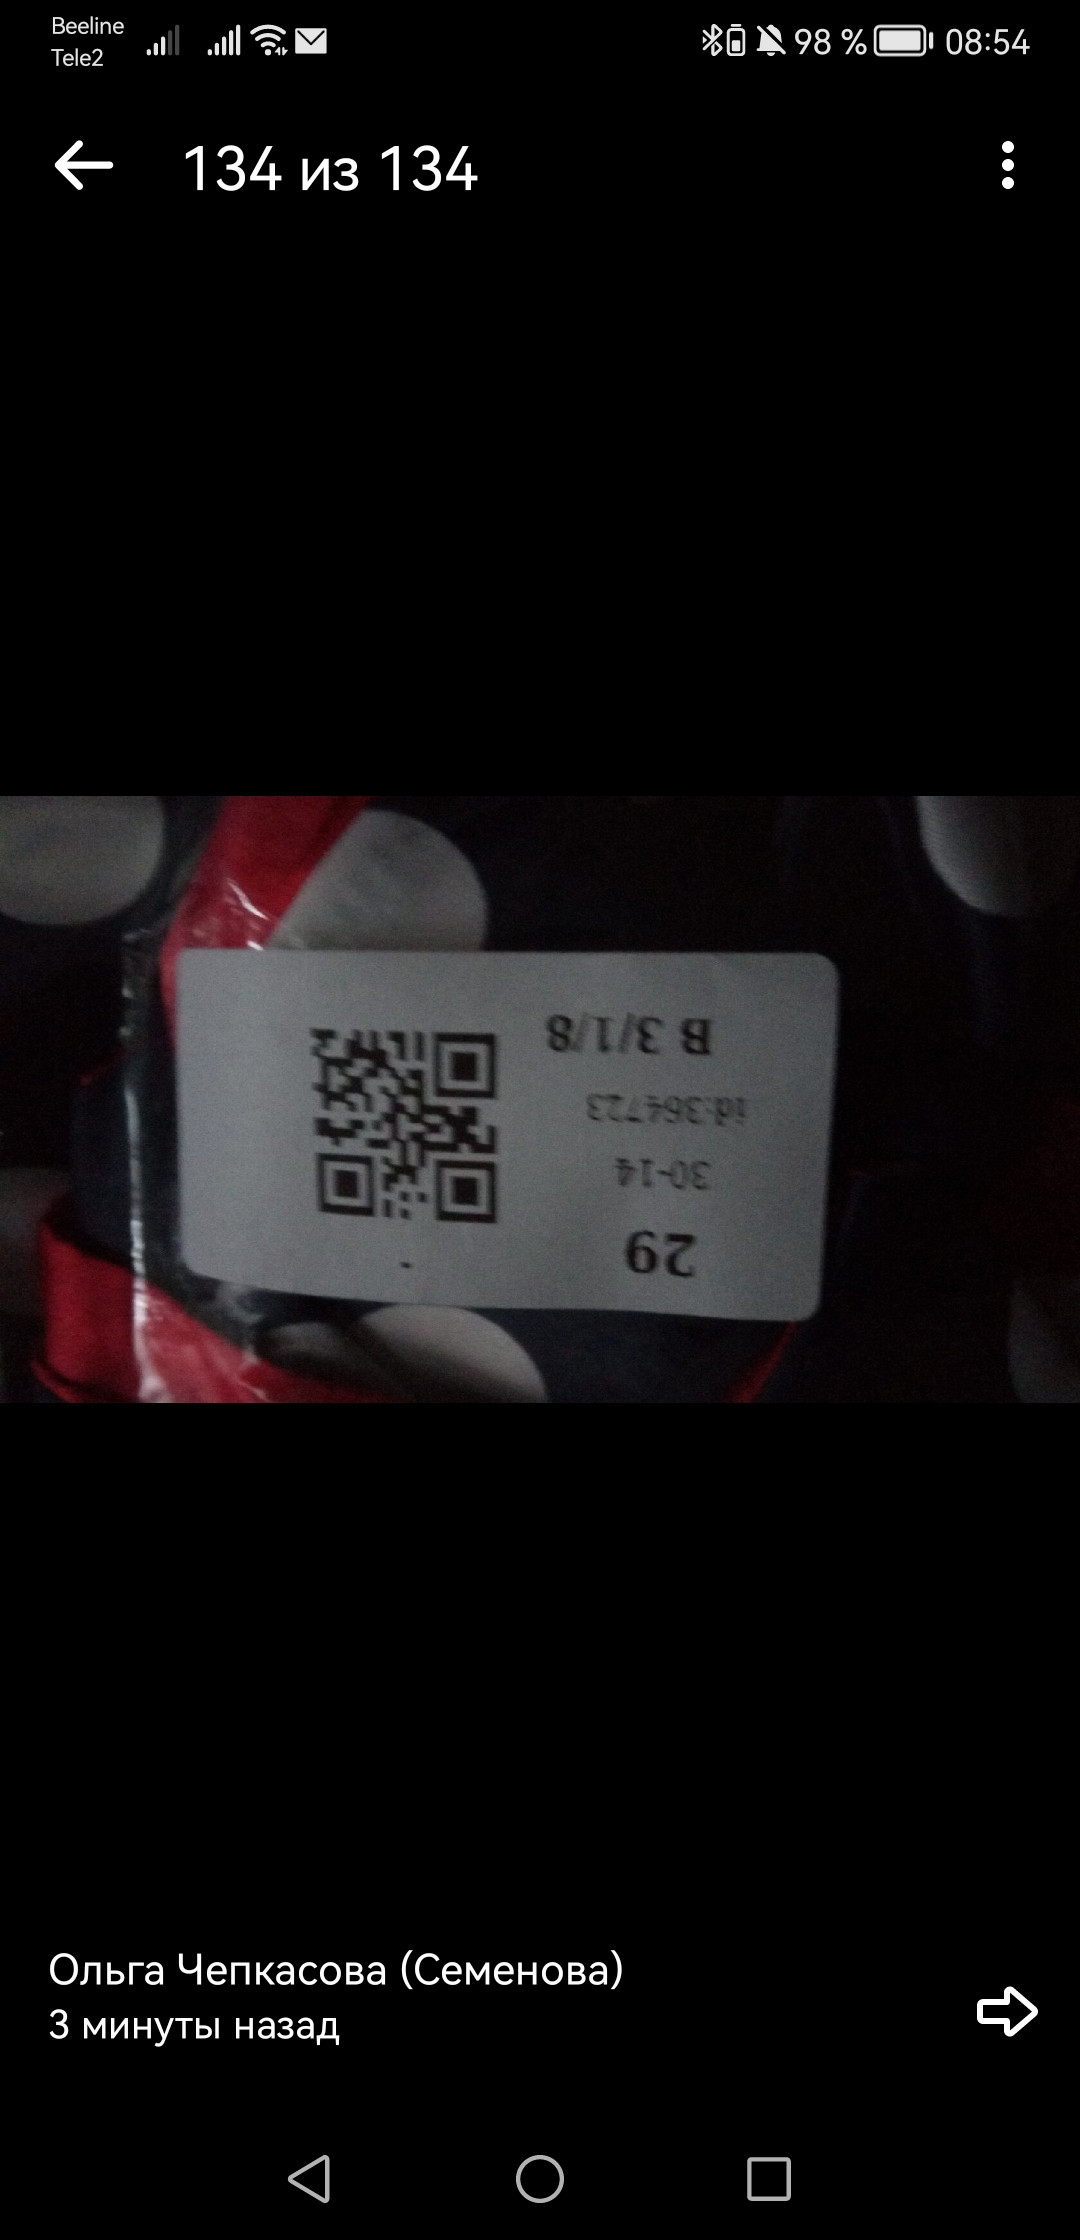 Beeline
Tele2
98 %
08:54
134 из 134
29
30-14
id:364723
B 3/1/8
Ольга Чепкасова (Семенова)
3 минуты назад